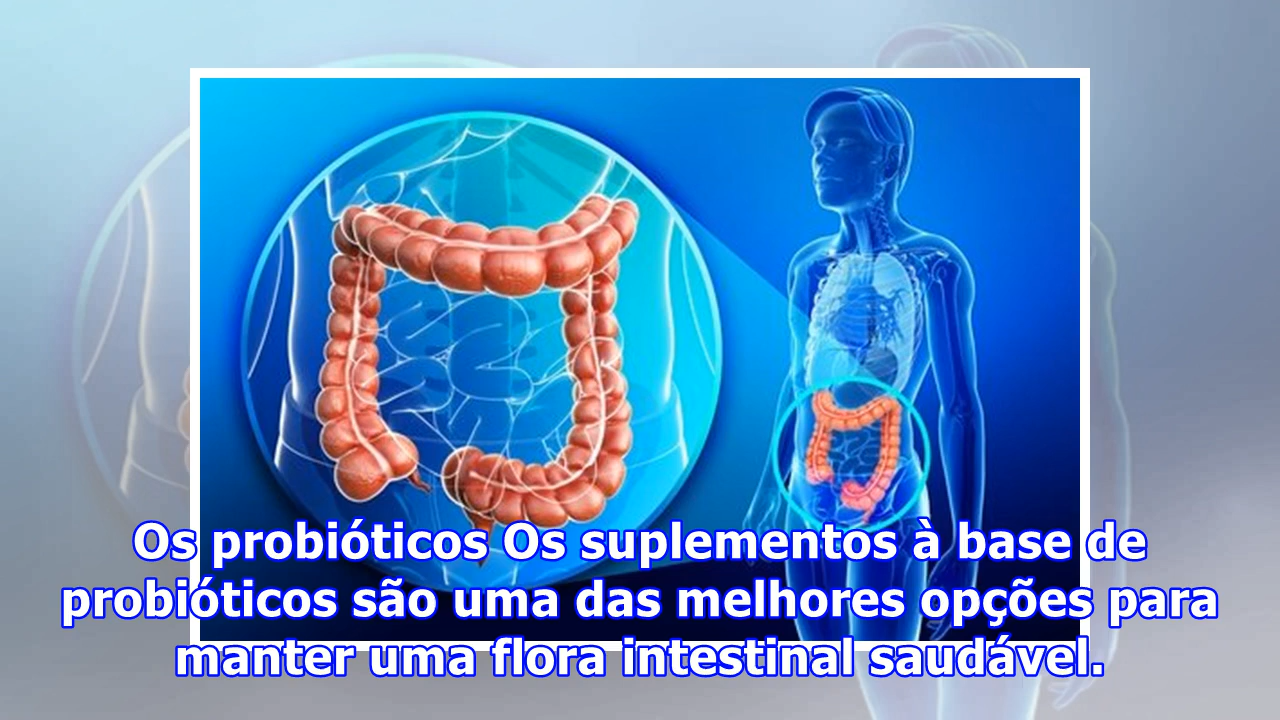 Os probióticos Os suplementos à base de
probióticos são uma das melhores opções para
manter uma flora intestinal saudável.